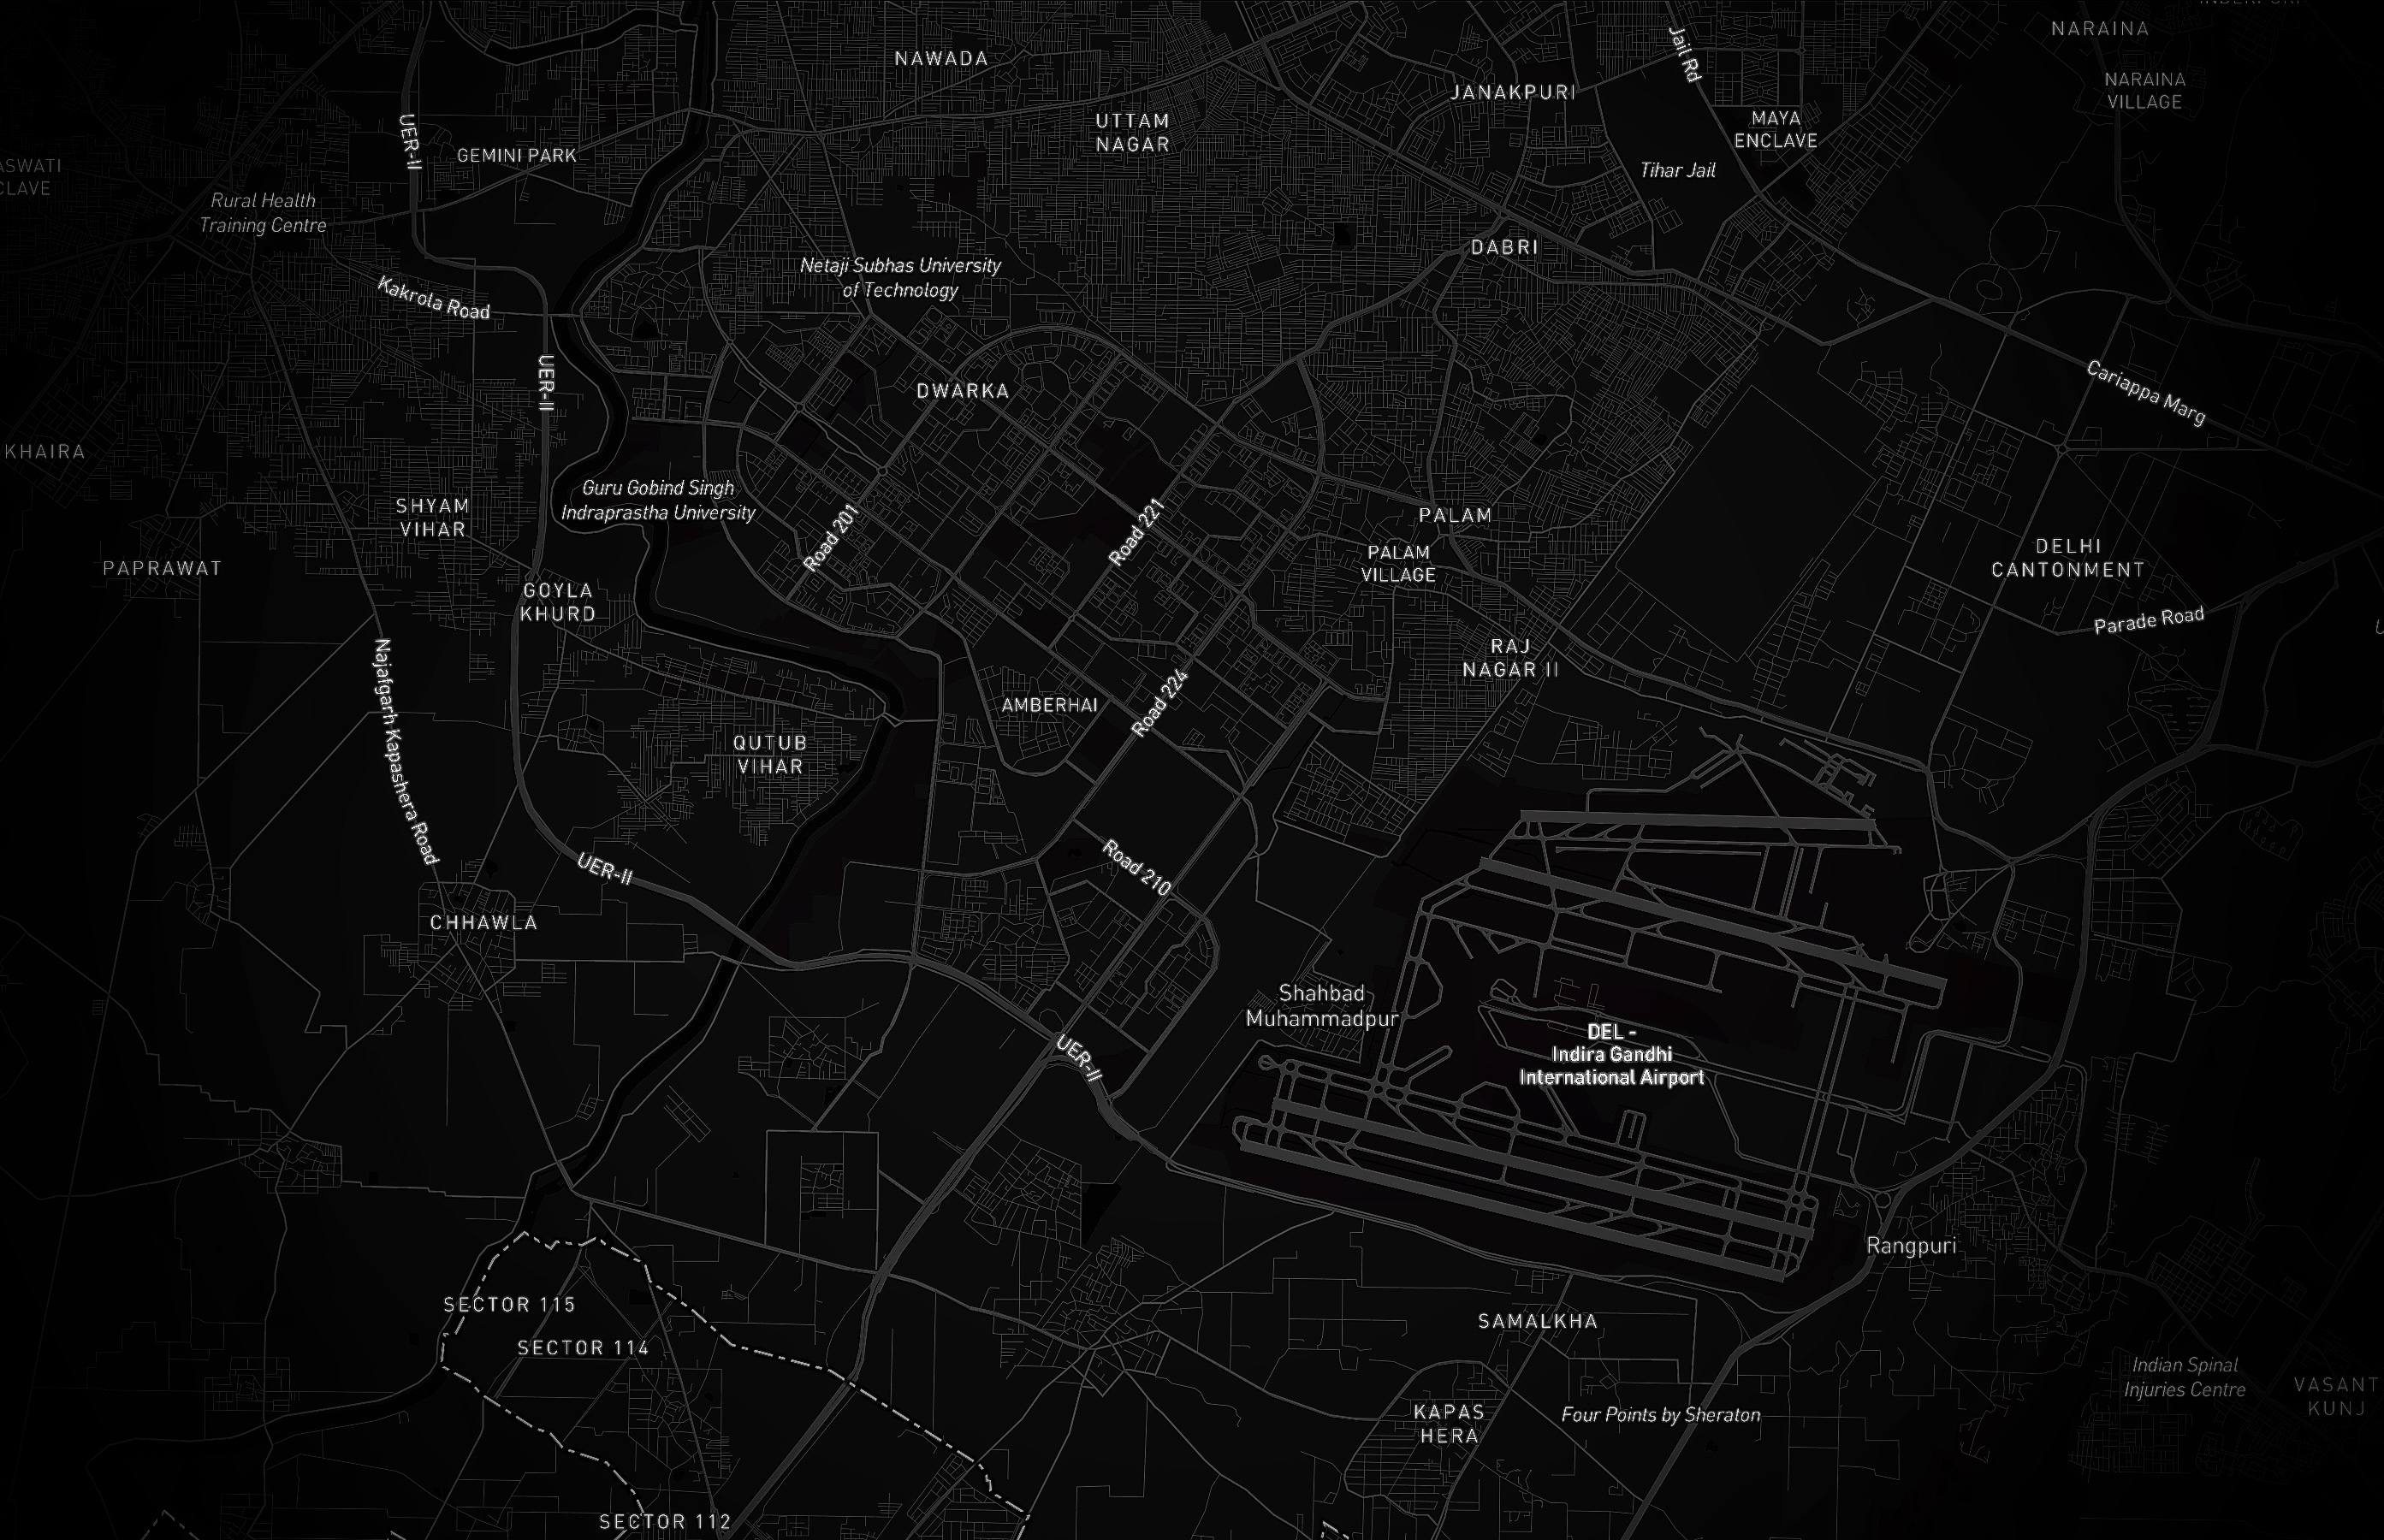 NARAINA
NAWADA
Jail Rd
NARAINA
VILLAGE
JANAKPURI
UTTAM
NAGAR
MAYA
ENCLAVE
UER-II
GEMINI PARK
Tihar Jail
CLAVE
Rural Health
Training Centre
DABRI
Netaji Subhas University
of Technology
Kakrola Road
UER-II
DWARKA
Cariappa Marg
KHAIRA
Guru Gobind Singh
Indraprastha University
SHYAM
VIHAR
Road 201
Road 221
PALAM
PALAM
VILLAGE
DELHI
CANTONMENT
PAPRAWAT
GOYLA
KHURD
Parade Road
RAJ
NAGAR II
Najafgarh Kapashera Road
AMBERHAI
Road 224
QUTUB
VIHAR
UER-II
Road 210
CHHAWLA
Shahbad
Muhammadpur
UER-II
DEL -
Indira Gandhi
International Airport
Rangpuri
SECTOR 115
SAMALKHA
SECTOR 114
Indian Spinal
Injuries Centre
VASANT
KUNJ
KAPAS
HERA
Four Points by Sheraton
SECTOR 112